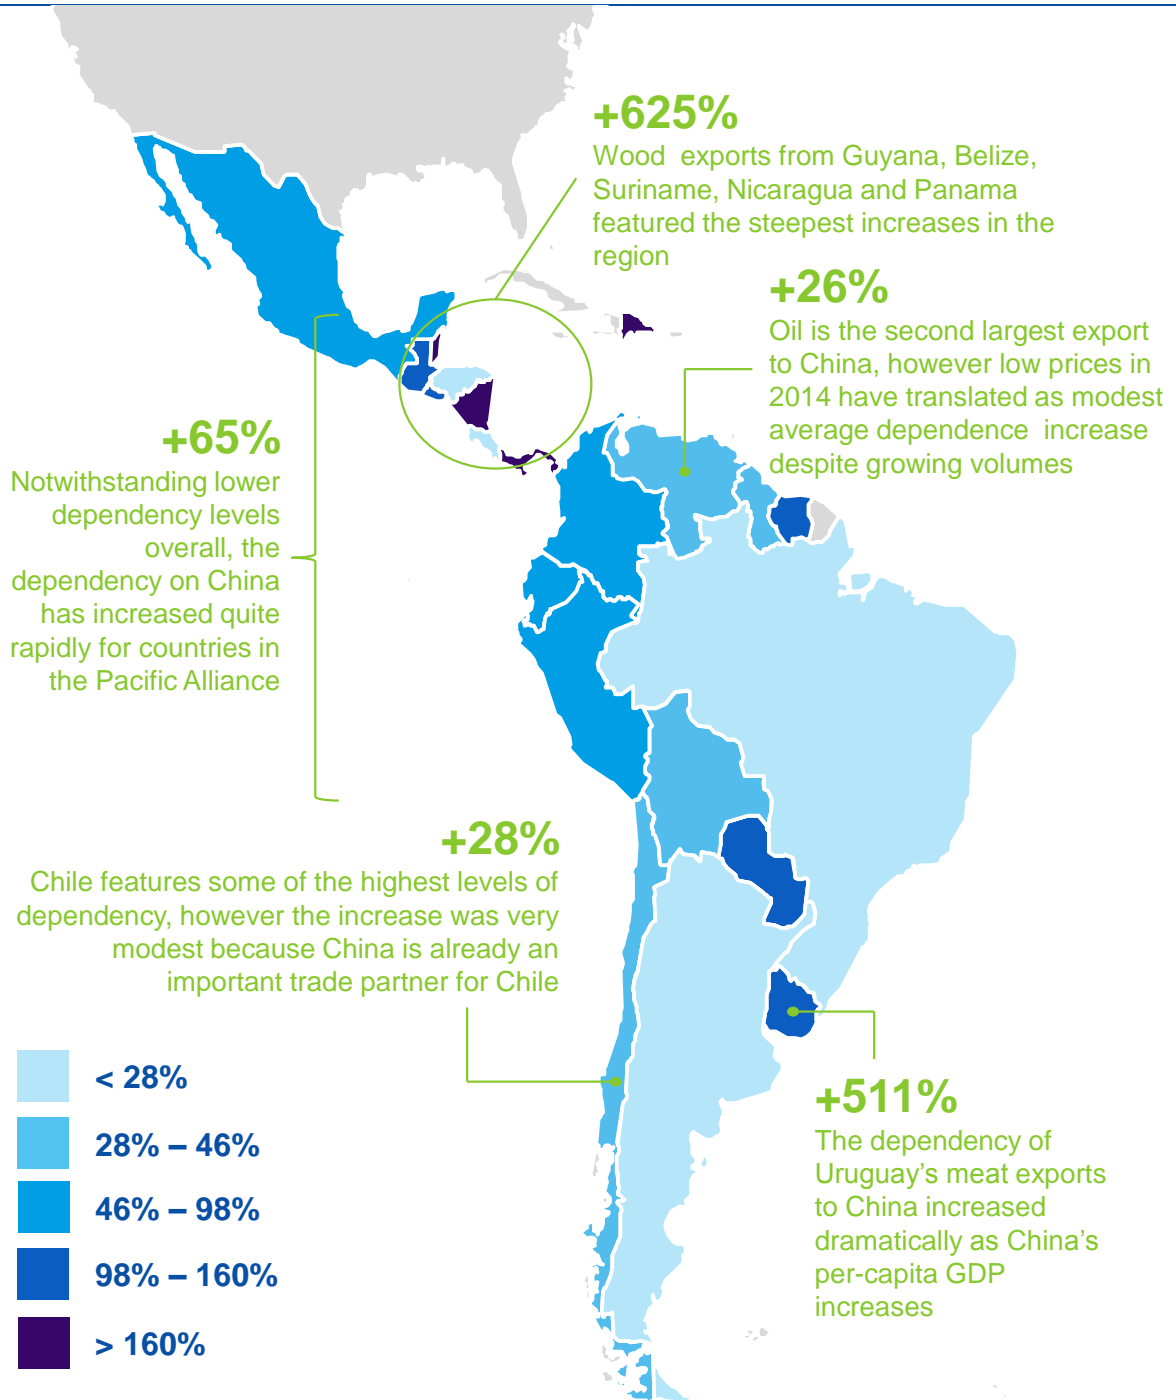 +625%
Wood exports from Guyana, Belize,
Suriname, Nicaragua and Panama
featured the steepest increases in the
region
+26%
Oil is the second largest export
to China, however low prices in
2014 have translated as modest
average dependence increase
despite growing volumes
+65%
Notwithstanding lower
dependency levels
overall, the
dependency on China
has increased quite
rapidly for countries in
the Pacific Alliance
+28%
Chile features some of the highest levels of
dependency, however the increase was very
modest because China is already an
important trade partner for Chile
+511%
The dependency of
Uruguay's meat exports
to China increased
dramatically as China's
per-capita GDP
increases
< 28%
28% – 46%
46% – 98%
98% – 160%
> 160%